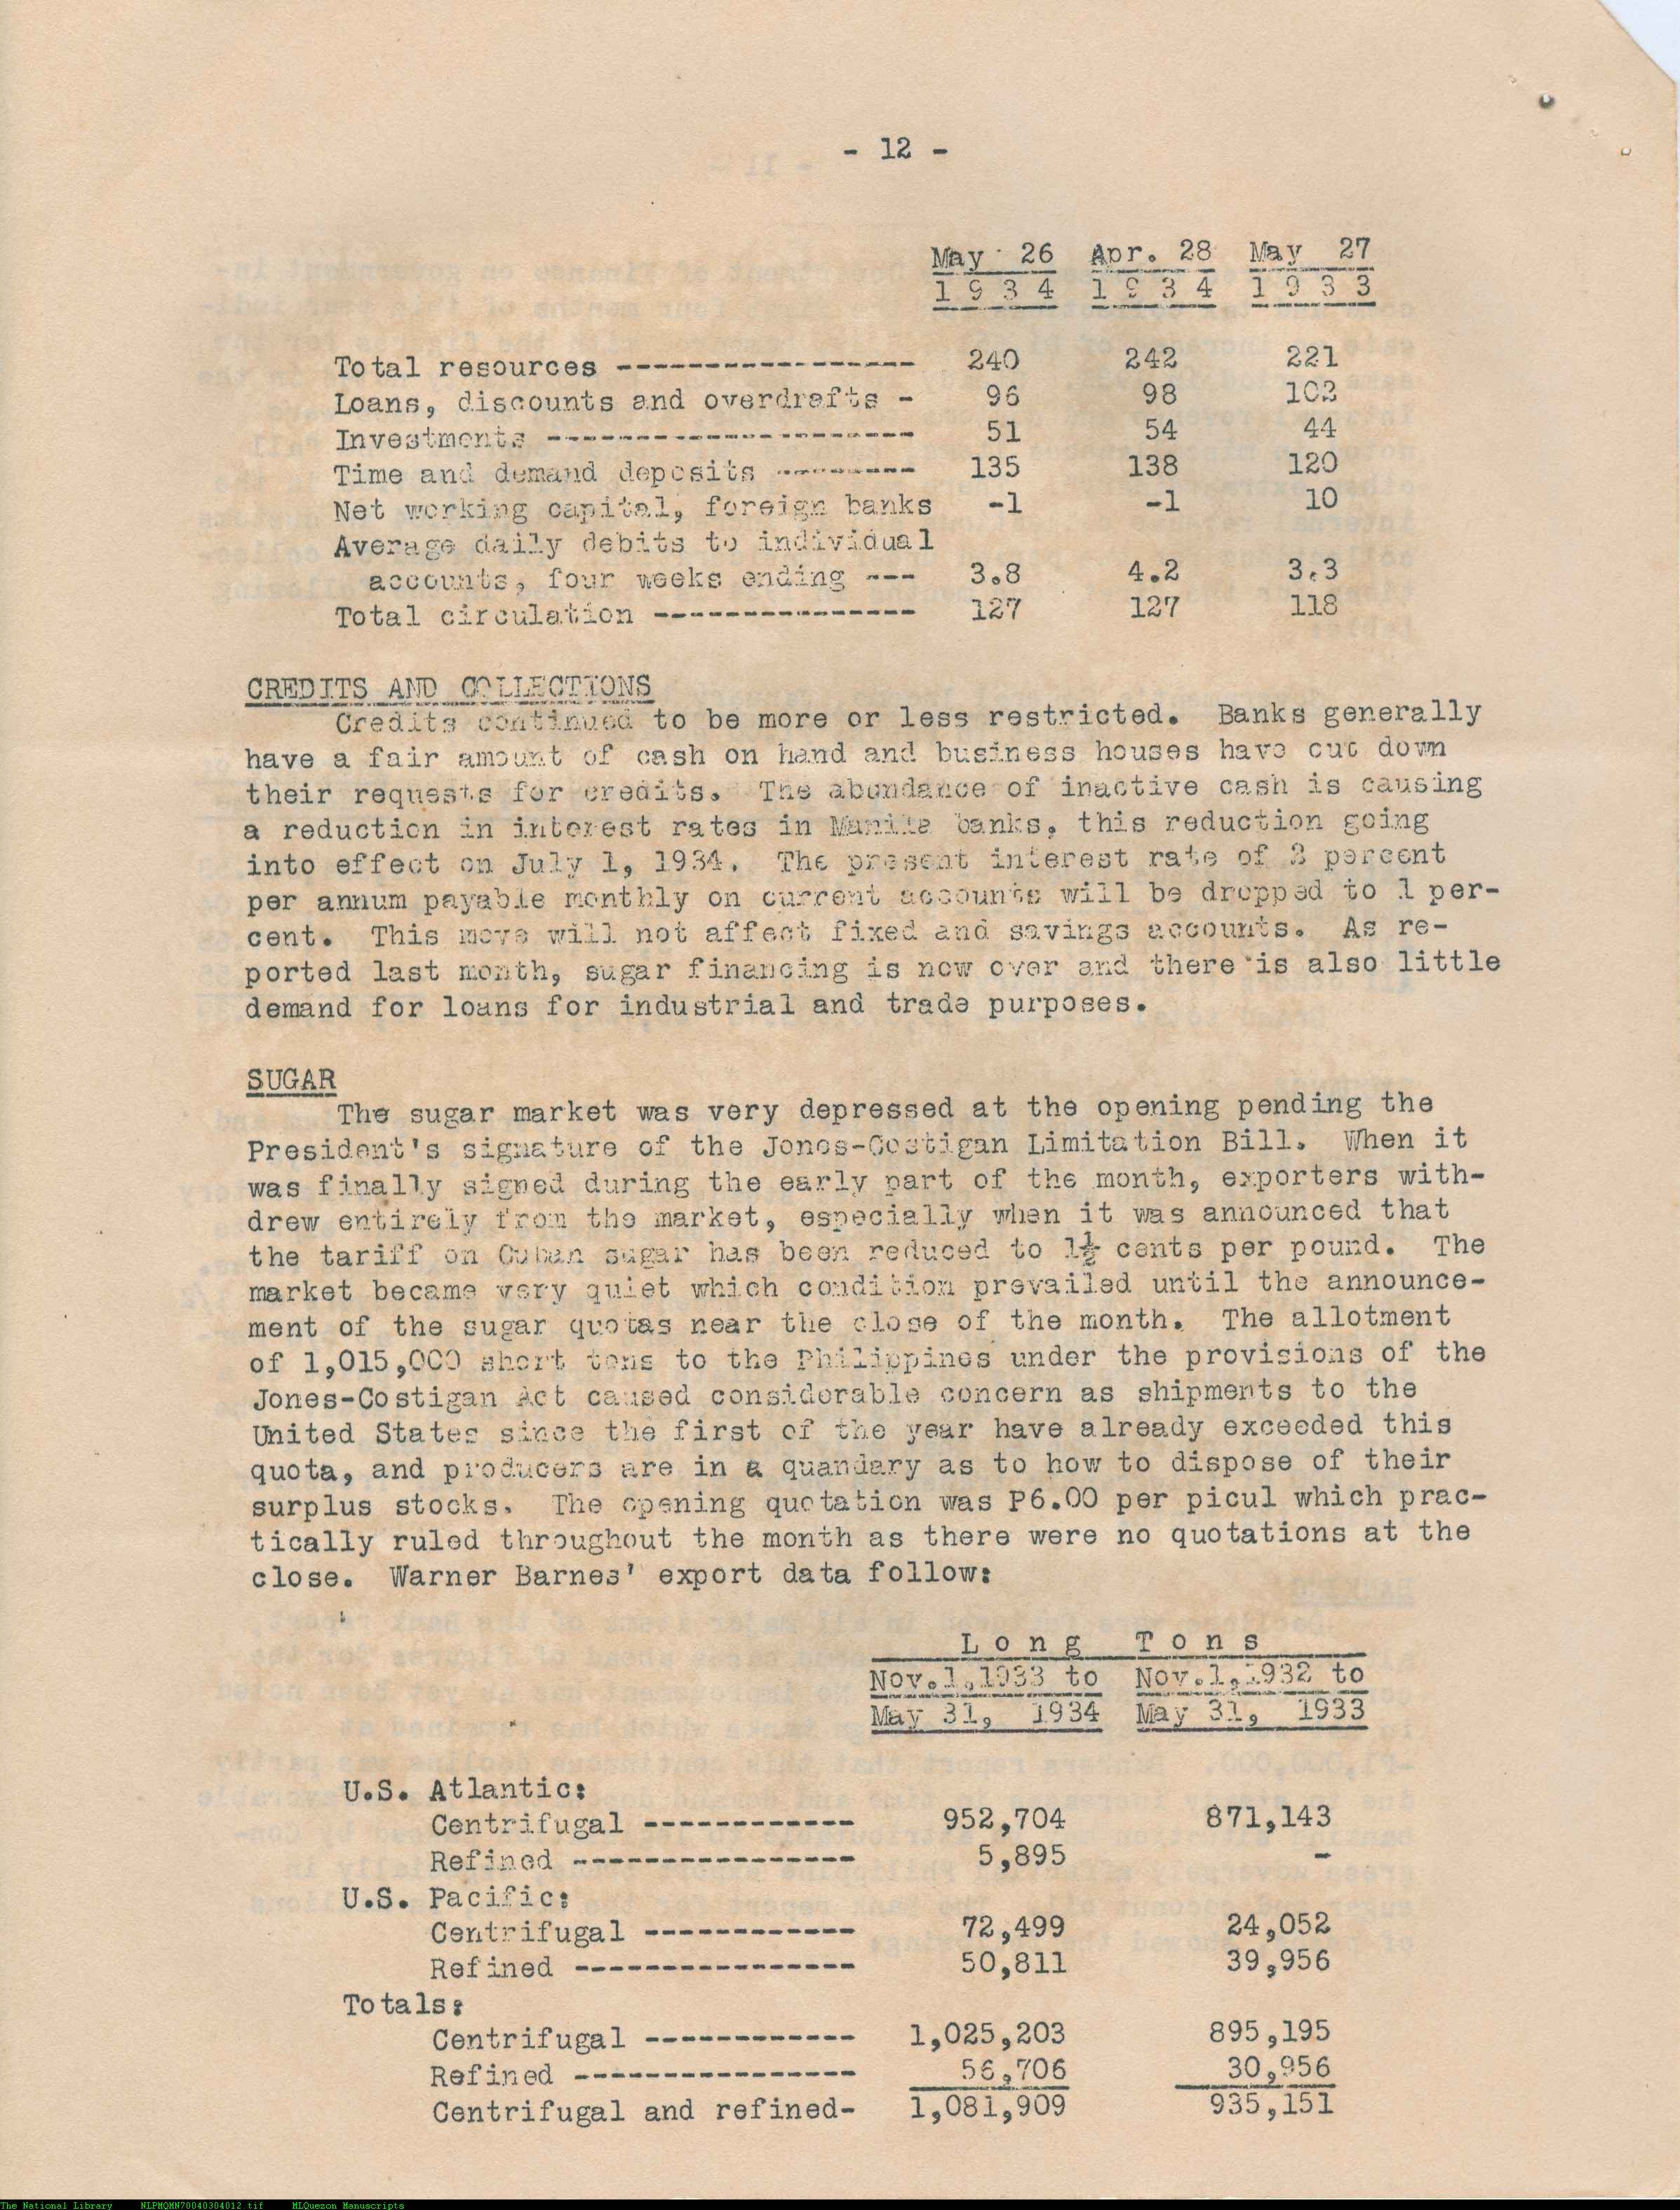 - 12 -
May 26 Apr. 28 May 27
1 9 3 4 1 9 3 4 1 9 3 3
Total resources ----------------- 240 242 221
Loans, discounts and overdrafts - 96 98 102
Investments --------------------- 51 54 44
Time and demand deposits -------- 135 138 120
Net working capital, foreign banks -1 -1 10
Average daily debits to individual
accounts, four weeks ending --- 3.8 4.2 3.3
Total circulation --------------- 127 127 118
CREDITS AND COLLECTIONS
Credits continued to be more or less restricted. Banks generally
have a fair amount of cash on hand and business houses have cut down
their requests for credits. The abundance of inactive cash is causing
a reduction in interest rates in Manila banks, this reduction going
into effect on July 1, 1934. The present interest rate of 2 percent
per annum payable monthly on current accounts will be dropped to 1 per-
cent. This move will not affect fixed and savings accounts. As re-
ported last month, sugar financing is now over and there is also little
demand for loans for industrial and trade purposes.
SUGAR
The sugar market was very depressed at the opening pending the
President's signature of the Jones-Costigan Limitation Bill. When it
was finally signed during the early part of the month, exporters with-
drew entirely from the market, especially when it was announced that
the tariff on Cuban sugar has been reduced to 1½ cents per pound. The
market became very quiet which condition prevailed until the announce-
ment of the sugar quotas near the close of the month. The allotment
of 1,015,000 short tons to the Philippines under the provisions of the
Jones-Costigan Act caused considerable concern as shipments to the
United States since the first of the year have already exceeded this
quota, and producers are in a quandary as to how to dispose of their
surplus stocks. The opening quotation was P6.00 per picul which prac-
tically ruled throughout the month as there were no quotations at the
close. Warner Barnes' export data follow:
L o n g T o n s
Nov.1,1933 to Nov.1,1932 to
May 31, 1934 May 31, 1933
U.S. Atlantic:
Centrifugal ------------ 952,704 871,143
Refined ---------------- 5,895 -
U.S. Pacific:
Centrifugal ------------ 72,499 24,052
Refined ---------------- 50,811 39,956
Totals:
Centrifugal ------------ 1,025,203 895,195
Refined ---------------- 56,706 30,956
Centrifugal and refined- 1,081,909 935,151
The National Library NLPMQMN70040304012.tif MLQuezon Manuscripts